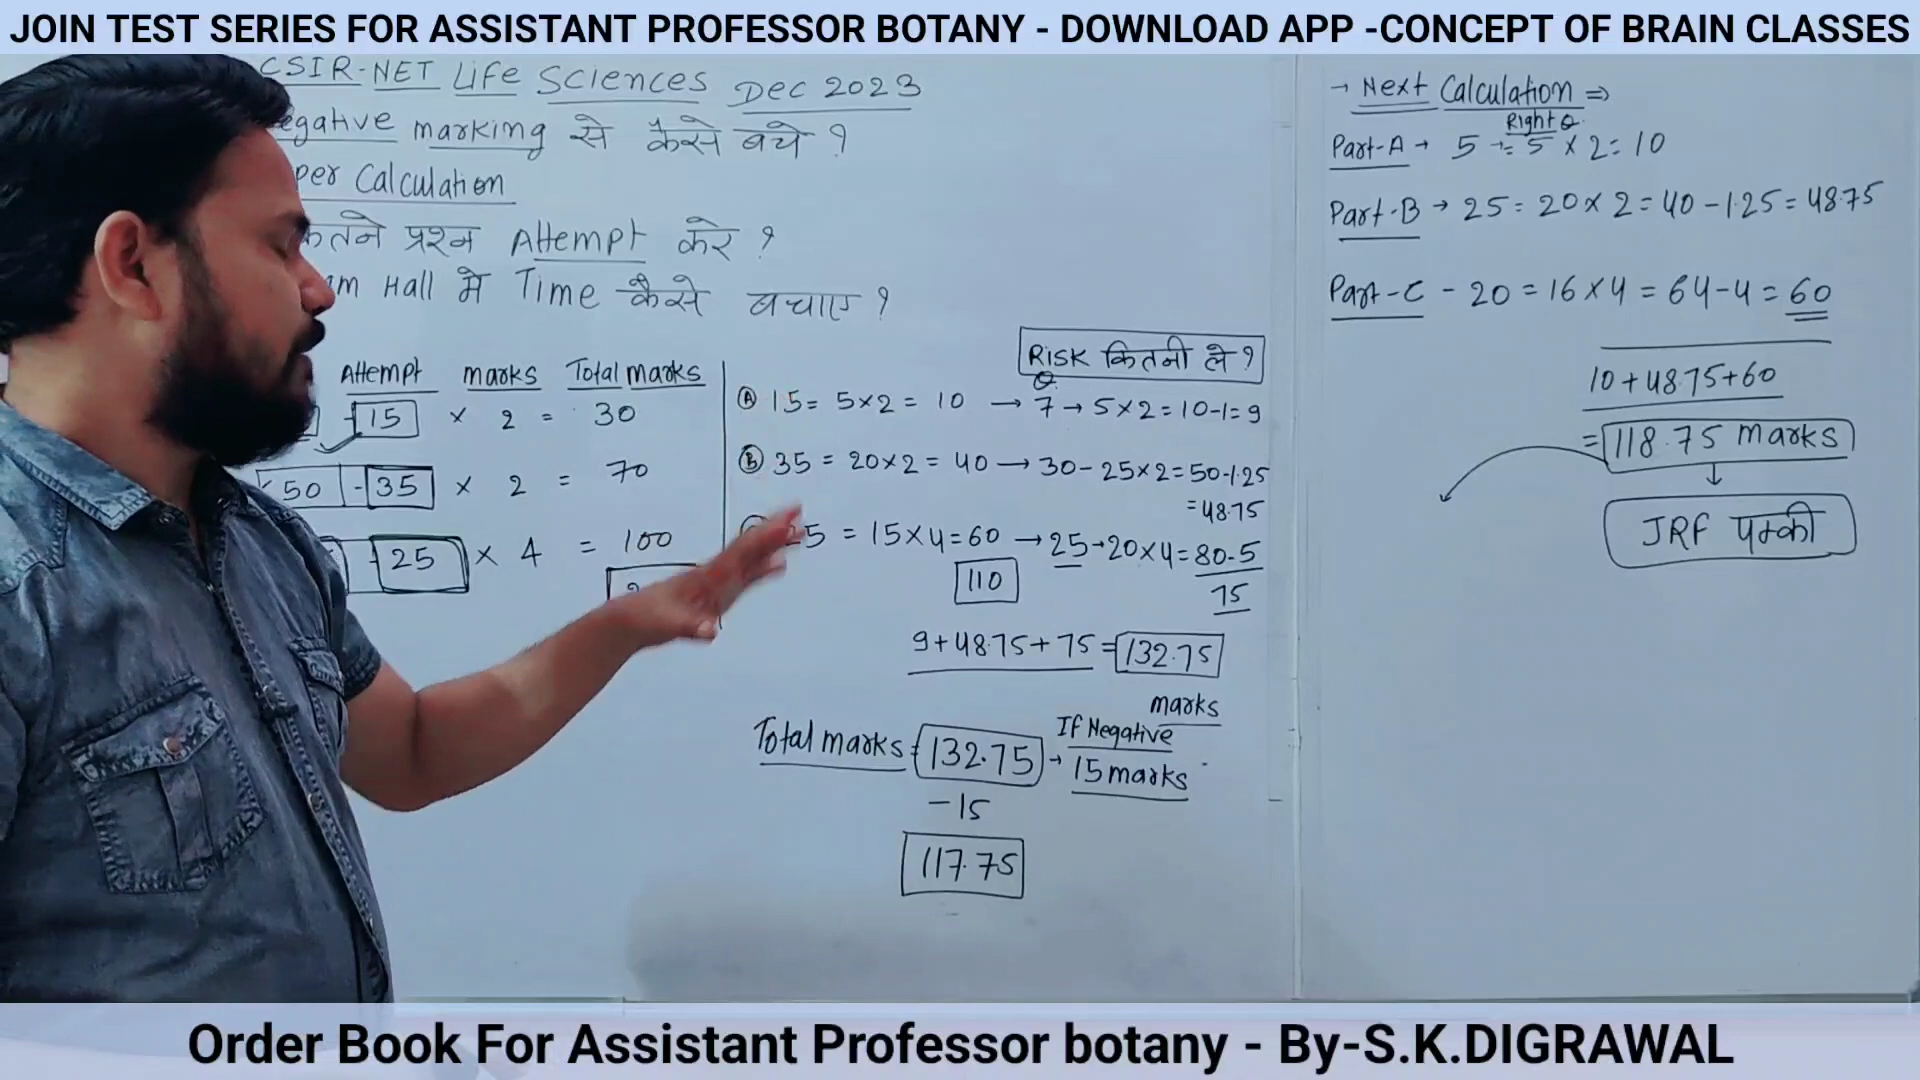 JOIN TEST SERIES FOR ASSISTANT PROFESSOR BOTANY - DOWNLOAD APP -CONCEPT OF BRAIN CLASSES
CSIR-NET Life Sciences Dec 2023
egative marking से कैसे बचे ?
per Calculation
कितने प्रश्न Attempt करे ?
am Hall मे Time कैसे बचाए ?
Attempt marks Total marks
-15 × 2 = 30
50 - 35 × 2 = 70
- 25 × 4 = 100
RISK कितनी ले ?
Q.
Ⓐ 15 = 5×2 = 10 → 7 → 5×2 = 10-1 = 9
Ⓑ 35 = 20×2 = 40 → 30 - 25×2 = 50-1.25
= 48.75
25 = 15×4 = 60 → 25 → 20×4 = 80-5
110
75
9+48.75+75 = 132.75
marks
Total marks = 132.75 → If Negative
15 marks
-15
117.75
→ Next Calculation ⇒
Right Q.
Part-A → 5 → = 5 × 2 = 10
Part-B → 25 = 20 × 2 = 40 - 1.25 = 48.75
Part-C - 20 = 16 × 4 = 64 - 4 = 60
10+48.75+60
= 118.75 marks
↓
JRF पक्की
Order Book For Assistant Professor botany - By-S.K.DIGRAWAL